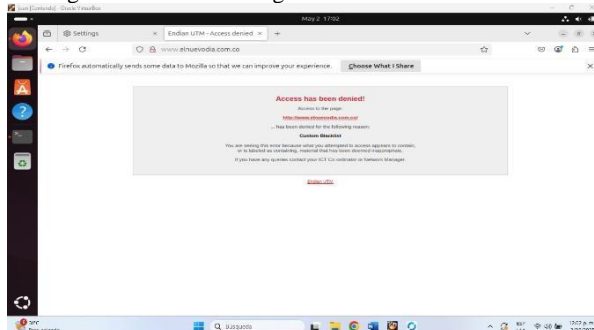 May 2 17:02
Settings
Endian UTM - Access denied
www.elnuevodia.com.co
Firefox automatically sends some data to Mozilla so that we can improve your experience.
Choose What I Share
Access has been denied!
Access to the page:
http://www.elnuevodia.com.co/
... has been denied for the following reason:
Custom Blacklist
You are seeing this error because what you attempted to access appears to contain,
or is labeled as containing, material that has been deemed inappropriate.
If you have any queries contact your ICT Co-ordinator or Network Manager.
Endian UTM
Búsqueda
12:02 p. m.